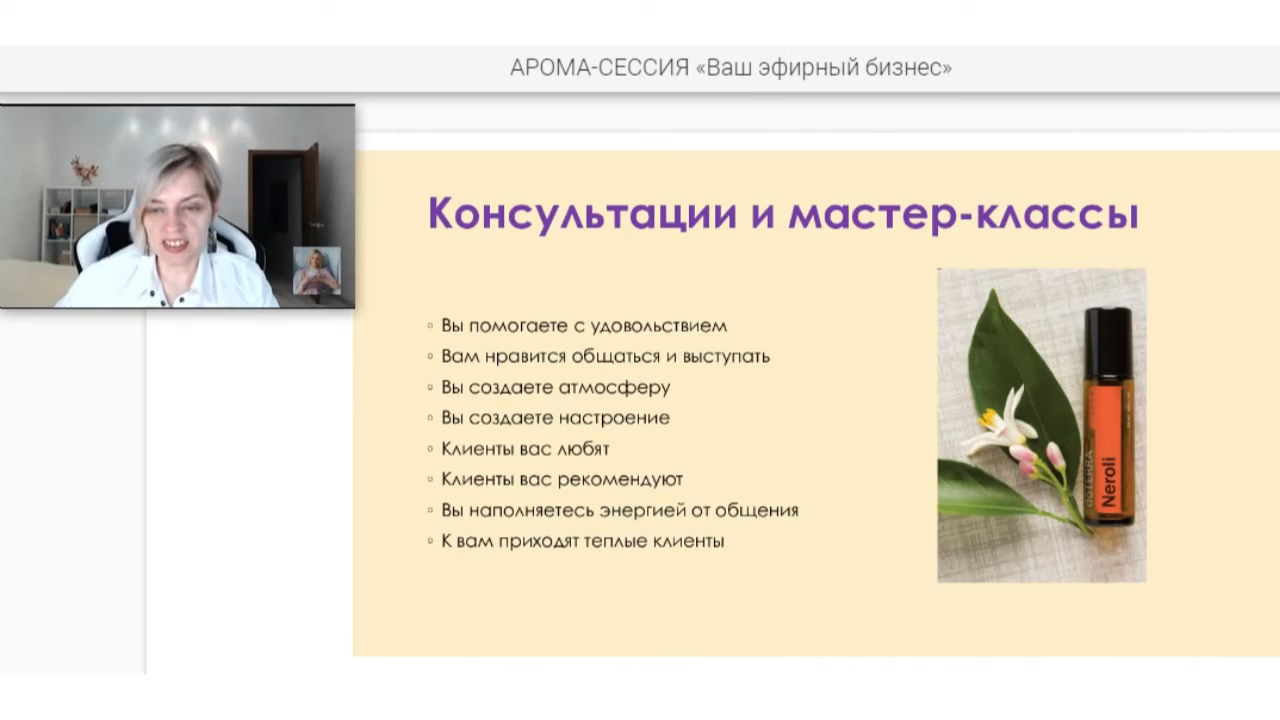 АРОМА-СЕССИЯ «Ваш эфирный бизнес»
Консультации и мастер-классы
Вы помогаете с удовольствием
Вам нравится общаться и выступать
Вы создаете атмосферу
Вы создаете настроение
Клиенты вас любят
Клиенты вас рекомендуют
Вы наполняетесь энергией от общения
К вам приходят теплые клиенты
doTERRA
Neroli